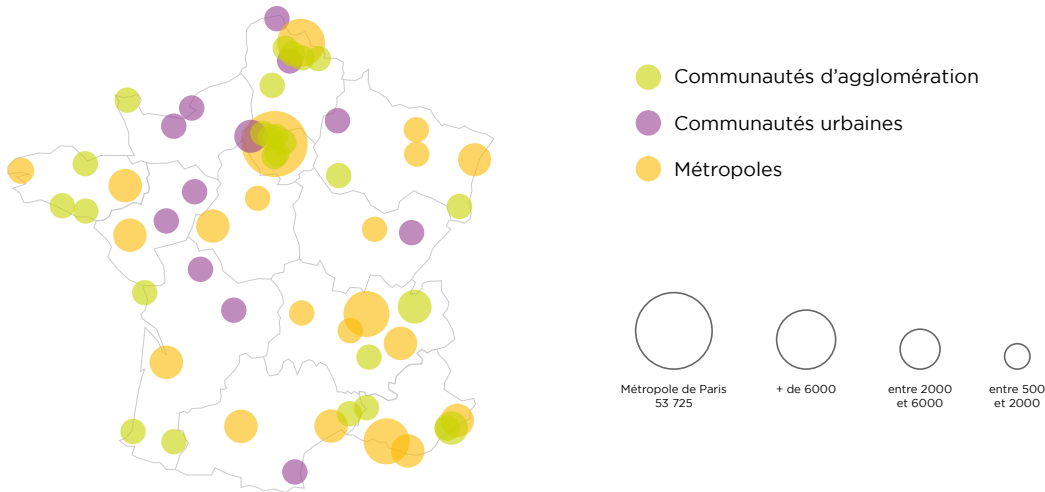 Communautés d'agglomération
Communautés urbaines
Métropoles
Métropole de Paris
53 725
+ de 6000
entre 2000
et 6000
entre 500
et 2000